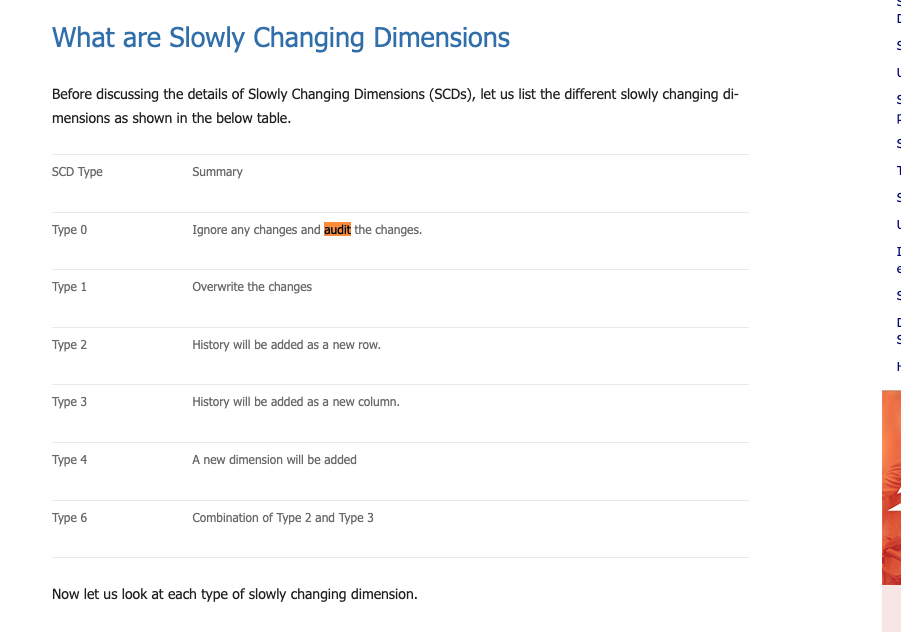 What are Slowly Changing Dimensions
Before discussing the details of Slowly Changing Dimensions (SCDs), let us list the different slowly changing di-
mensions as shown in the below table.
SCD Type Summary
Type 0 Ignore any changes and audit the changes.
Type 1 Overwrite the changes
Type 2 History will be added as a new row.
Type 3 History will be added as a new column.
Type 4 A new dimension will be added
Type 6 Combination of Type 2 and Type 3
Now let us look at each type of slowly changing dimension.